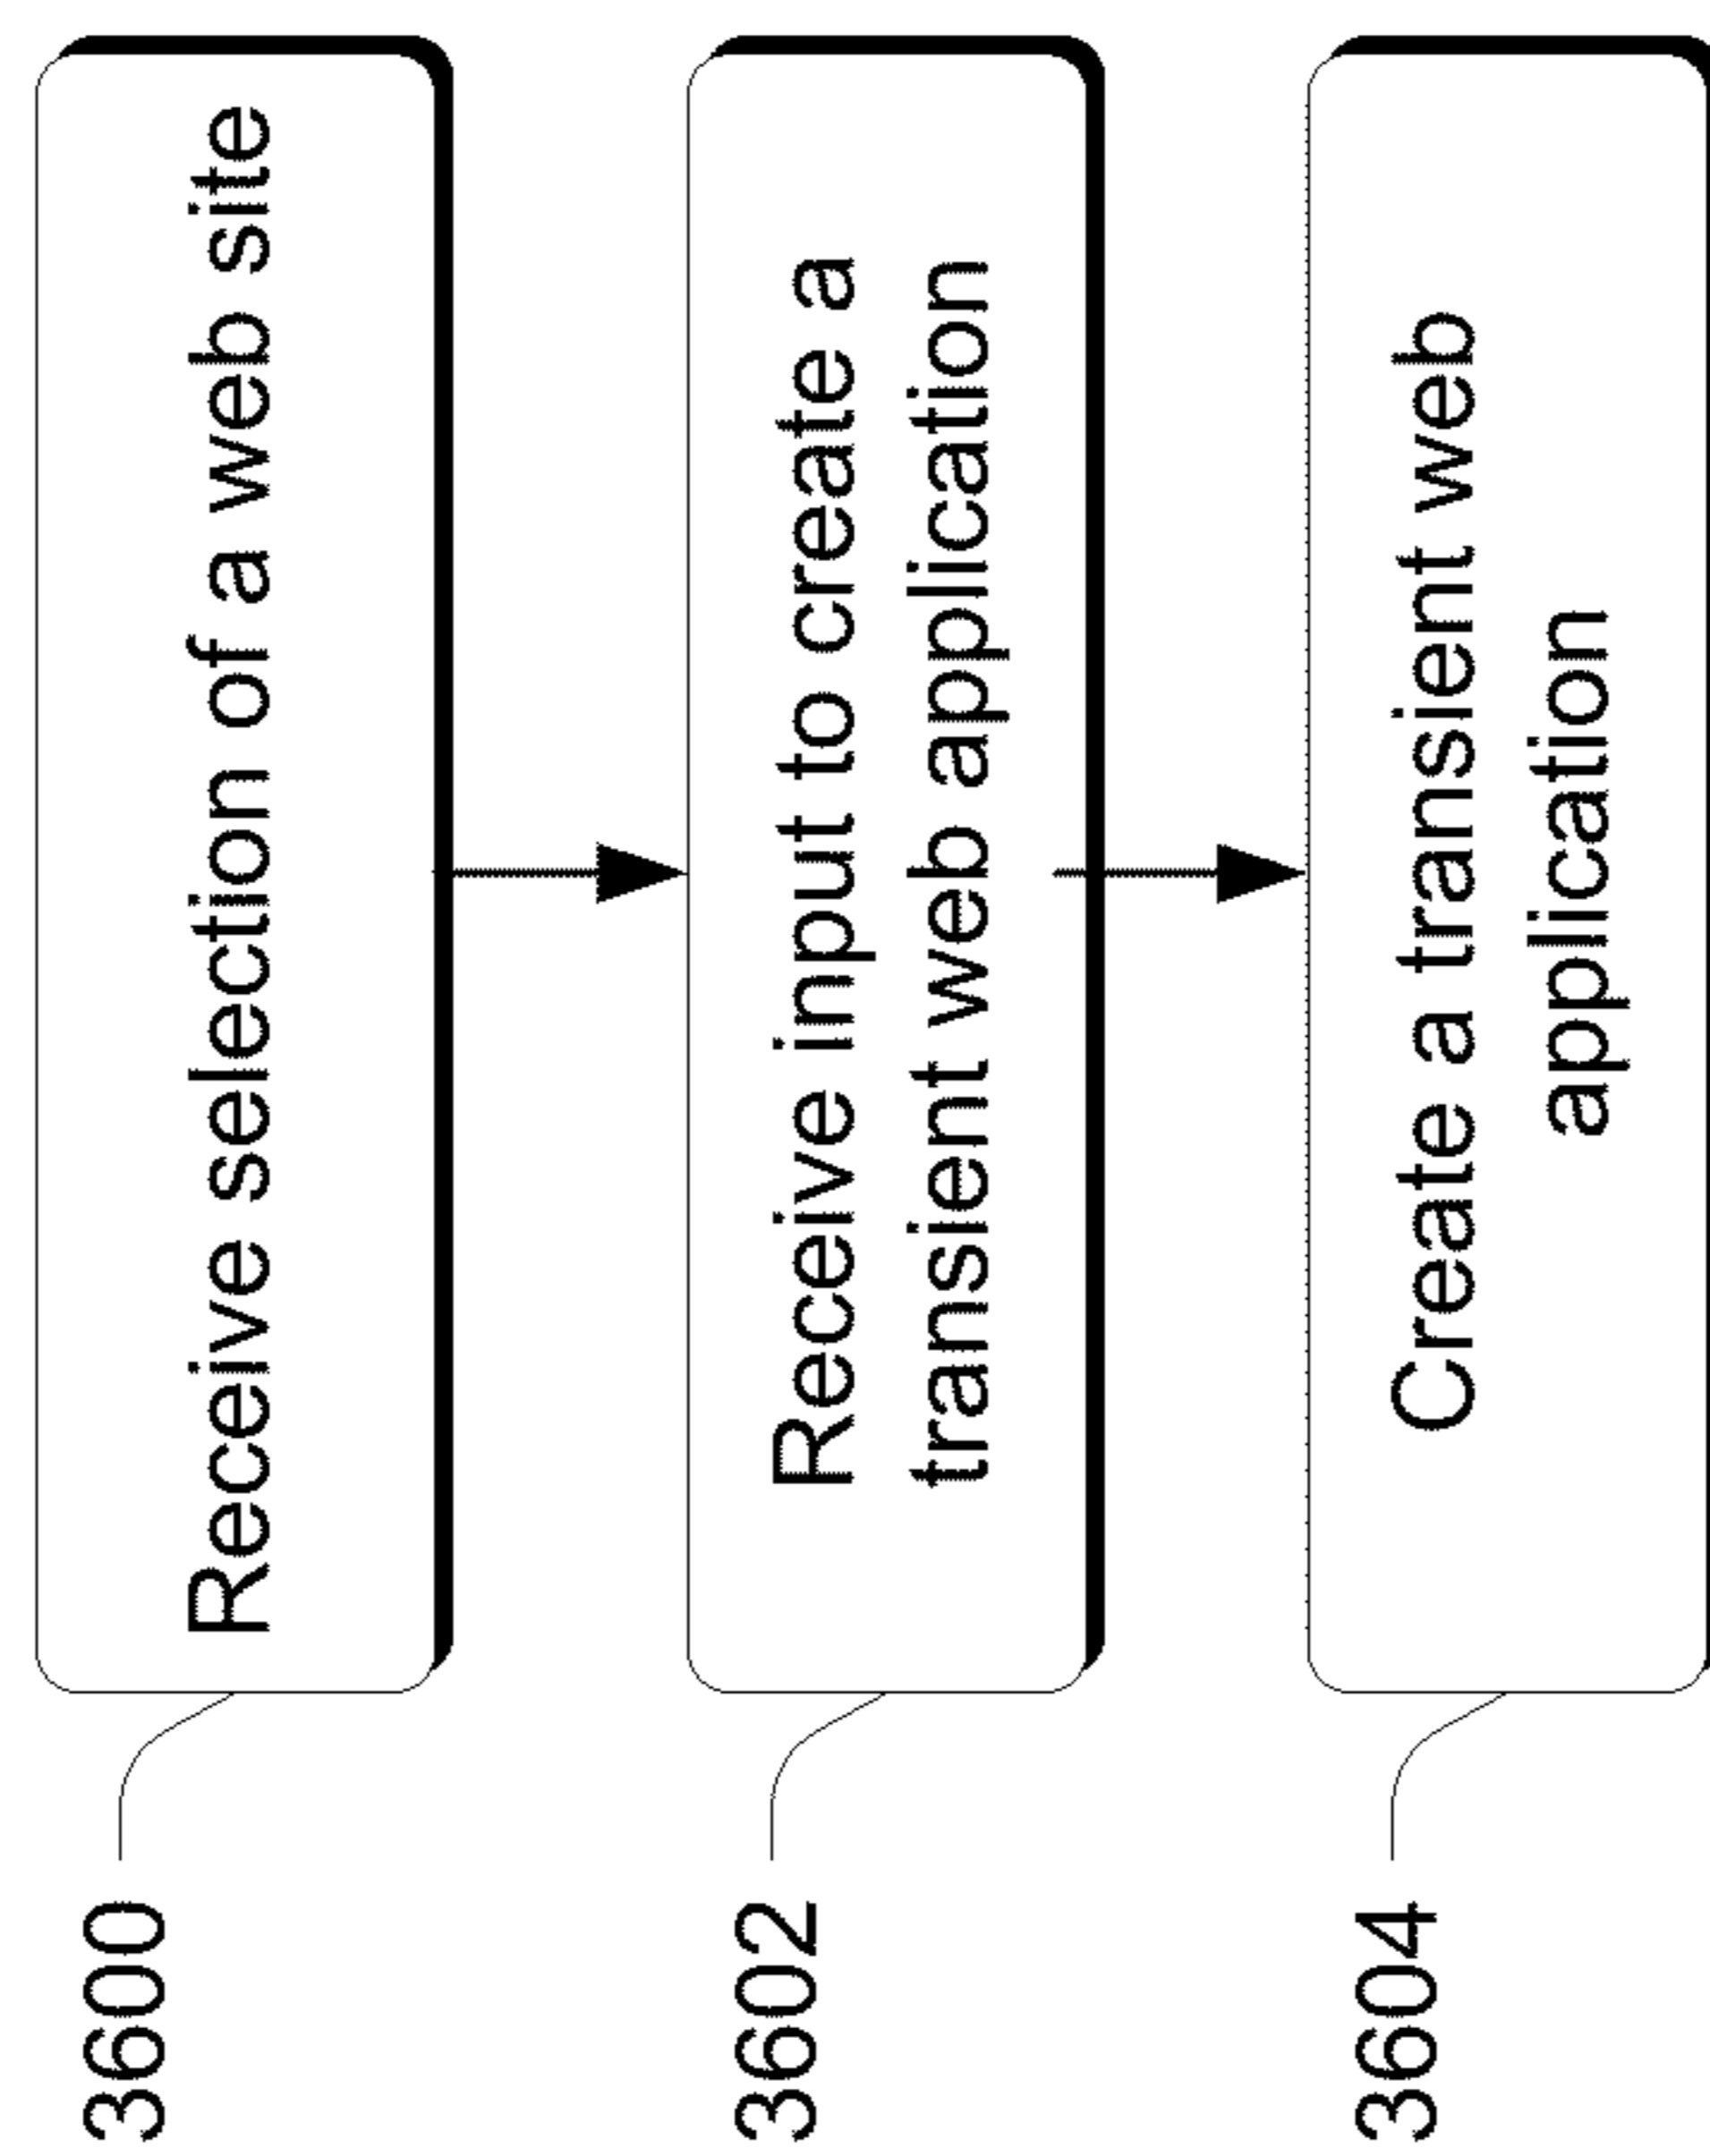 3600
Receive selection of a web site
3602
Receive input to create a
transient web application
3604
Create a transient web
application